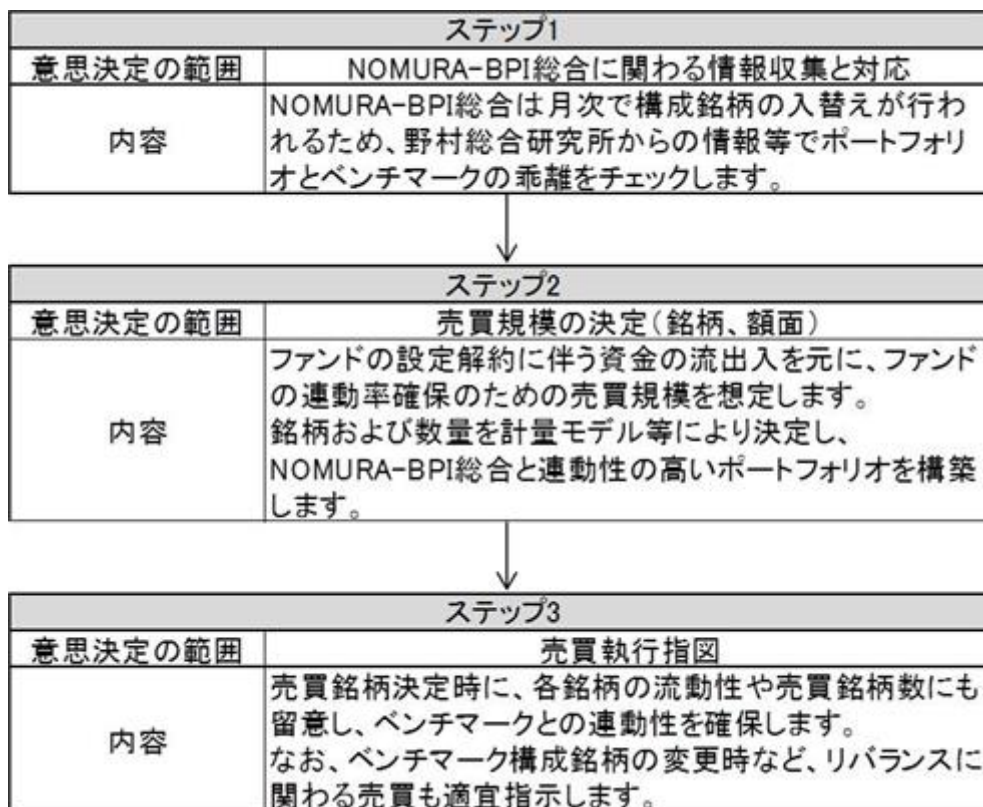 ステップ1
意思決定の範囲 NOMURA-BPI総合に関わる情報収集と対応
内容
NOMURA-BPI総合は月次で構成銘柄の入替えが行わ
れるため、野村総合研究所からの情報等でポートフォリ
オとベンチマークの乖離をチェックします。
ステップ2
意思決定の範囲 売買規模の決定(銘柄、額面)
内容
ファンドの設定解約に伴う資金の流出入を元に、ファンド
の連動率確保のための売買規模を想定します。
銘柄および数量を計量モデル等により決定し、
NOMURA-BPI総合と連動性の高いポートフォリオを構築
します。
ステップ3
意思決定の範囲 売買執行指図
内容
売買銘柄決定時に、各銘柄の流動性や売買銘柄数にも
留意し、ベンチマークとの連動性を確保します。
なお、ベンチマーク構成銘柄の変更時など、リバランスに
関わる売買も適宜指示します。